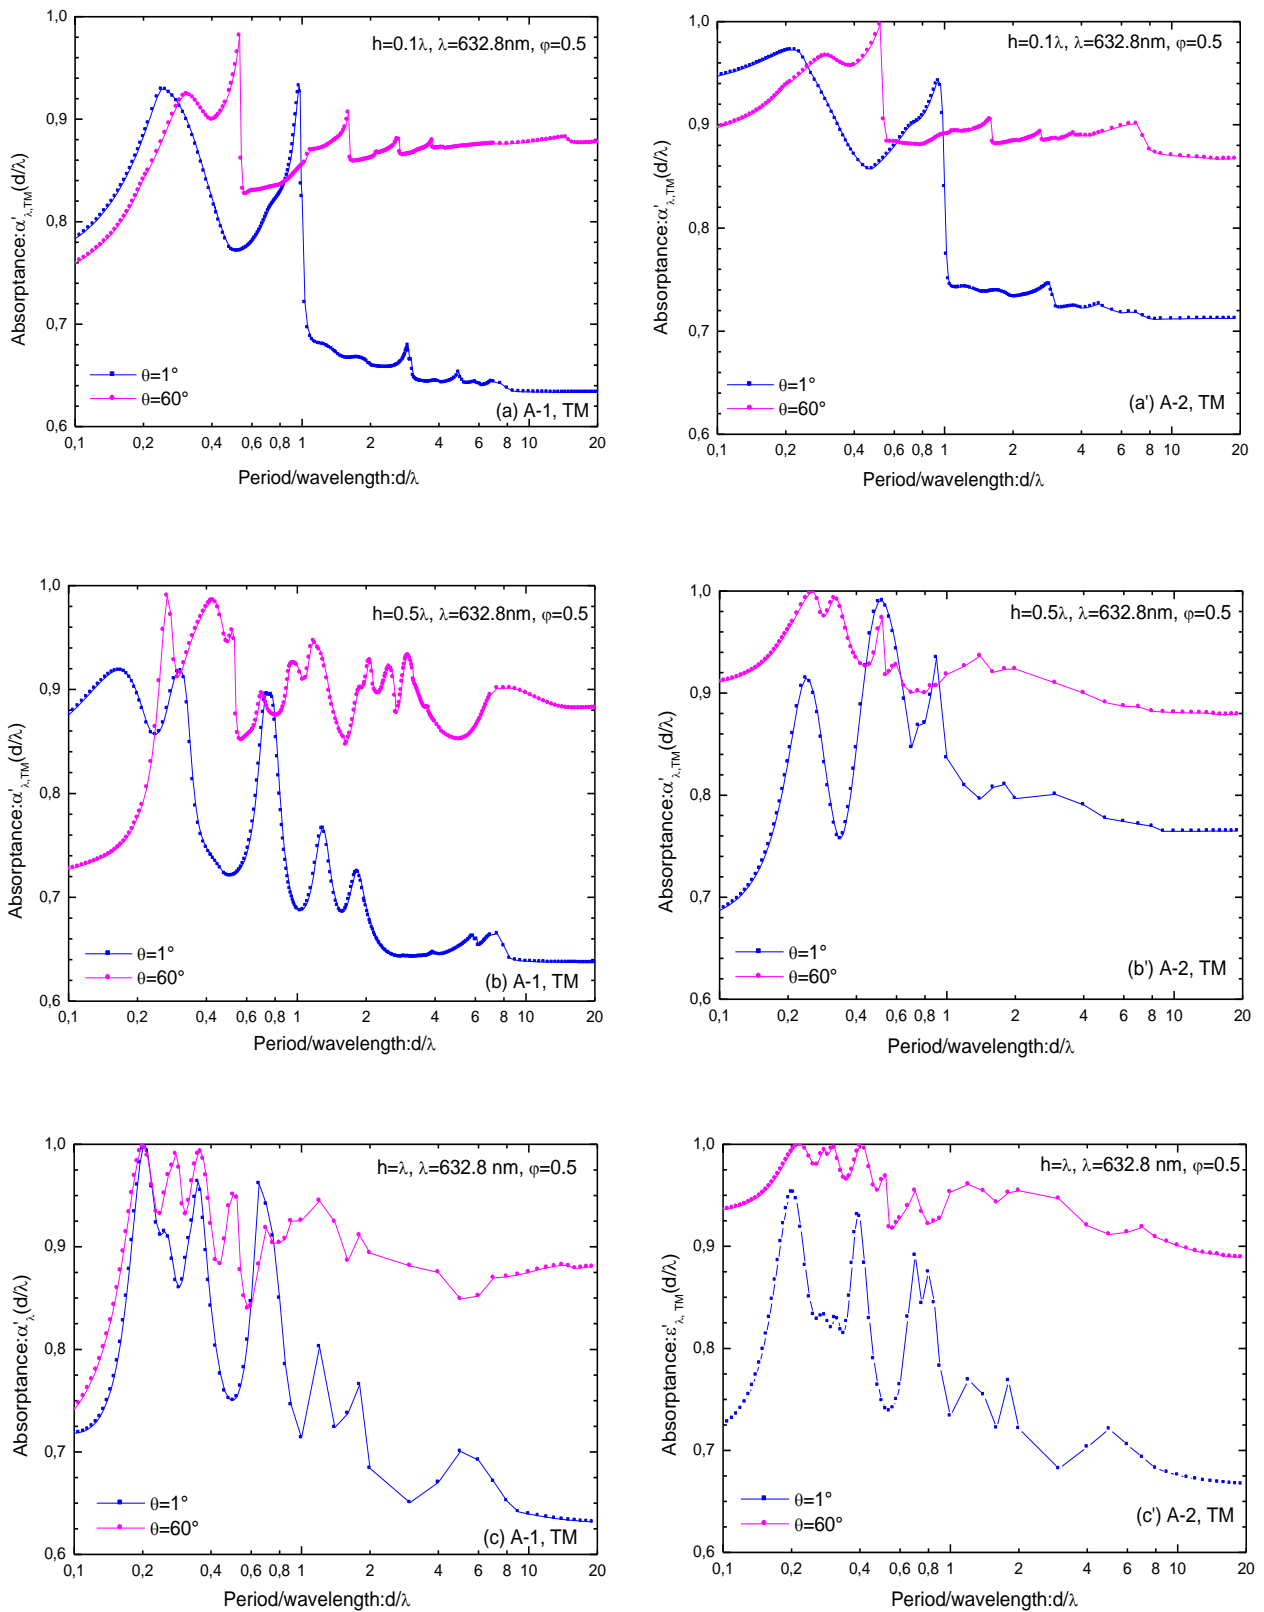 1,0
0,9
0,8
0,7
0,6
Absorptance:α'λ,TM(d/λ)
h=0.1λ, λ=632.8nm, φ=0.5
θ=1°
θ=60°
(a) A-1, TM
0,1 0,2 0,4 0,6 0,8 1 2 4 6 8 10 20
Period/wavelength:d/λ
1,0
0,9
0,8
0,7
0,6
Absorptance:α'λ,TM(d/λ)
h=0.1λ, λ=632.8nm, φ=0.5
θ=1°
θ=60°
(a') A-2, TM
0,1 0,2 0,4 0,6 0,8 1 2 4 6 8 10 20
Period/wavelength:d/λ
1,0
0,9
0,8
0,7
0,6
Absorptance:α'λ,TM(d/λ)
h=0.5λ, λ=632.8nm, φ=0.5
θ=1°
θ=60°
(b) A-1, TM
0,1 0,2 0,4 0,6 0,8 1 2 4 6 8 10 20
Period/wavelength:d/λ
1,0
0,9
0,8
0,7
0,6
Absorptance:α'λ,TM(d/λ)
h=0.5λ, λ=632.8nm, φ=0.5
θ=1°
θ=60°
(b') A-2, TM
0,1 0,2 0,4 0,6 0,8 1 2 4 6 8 10 20
Period/wavelength:d/λ
1,0
0,9
0,8
0,7
0,6
Absorptance:α'λ(d/λ)
h=λ, λ=632.8 nm, φ=0.5
θ=1°
θ=60°
(c) A-1, TM
0,1 0,2 0,4 0,6 0,8 1 2 4 6 8 10 20
Period/wavelength:d/λ
1,0
0,9
0,8
0,7
0,6
Absorptance:ε'λ, TM(d/λ)
h=λ, λ=632.8 nm, φ=0.5
θ=1°
θ=60°
(c') A-2, TM
0,1 0,2 0,4 0,6 0,8 1 2 4 6 8 10 20
Period/wavelength:d/λ